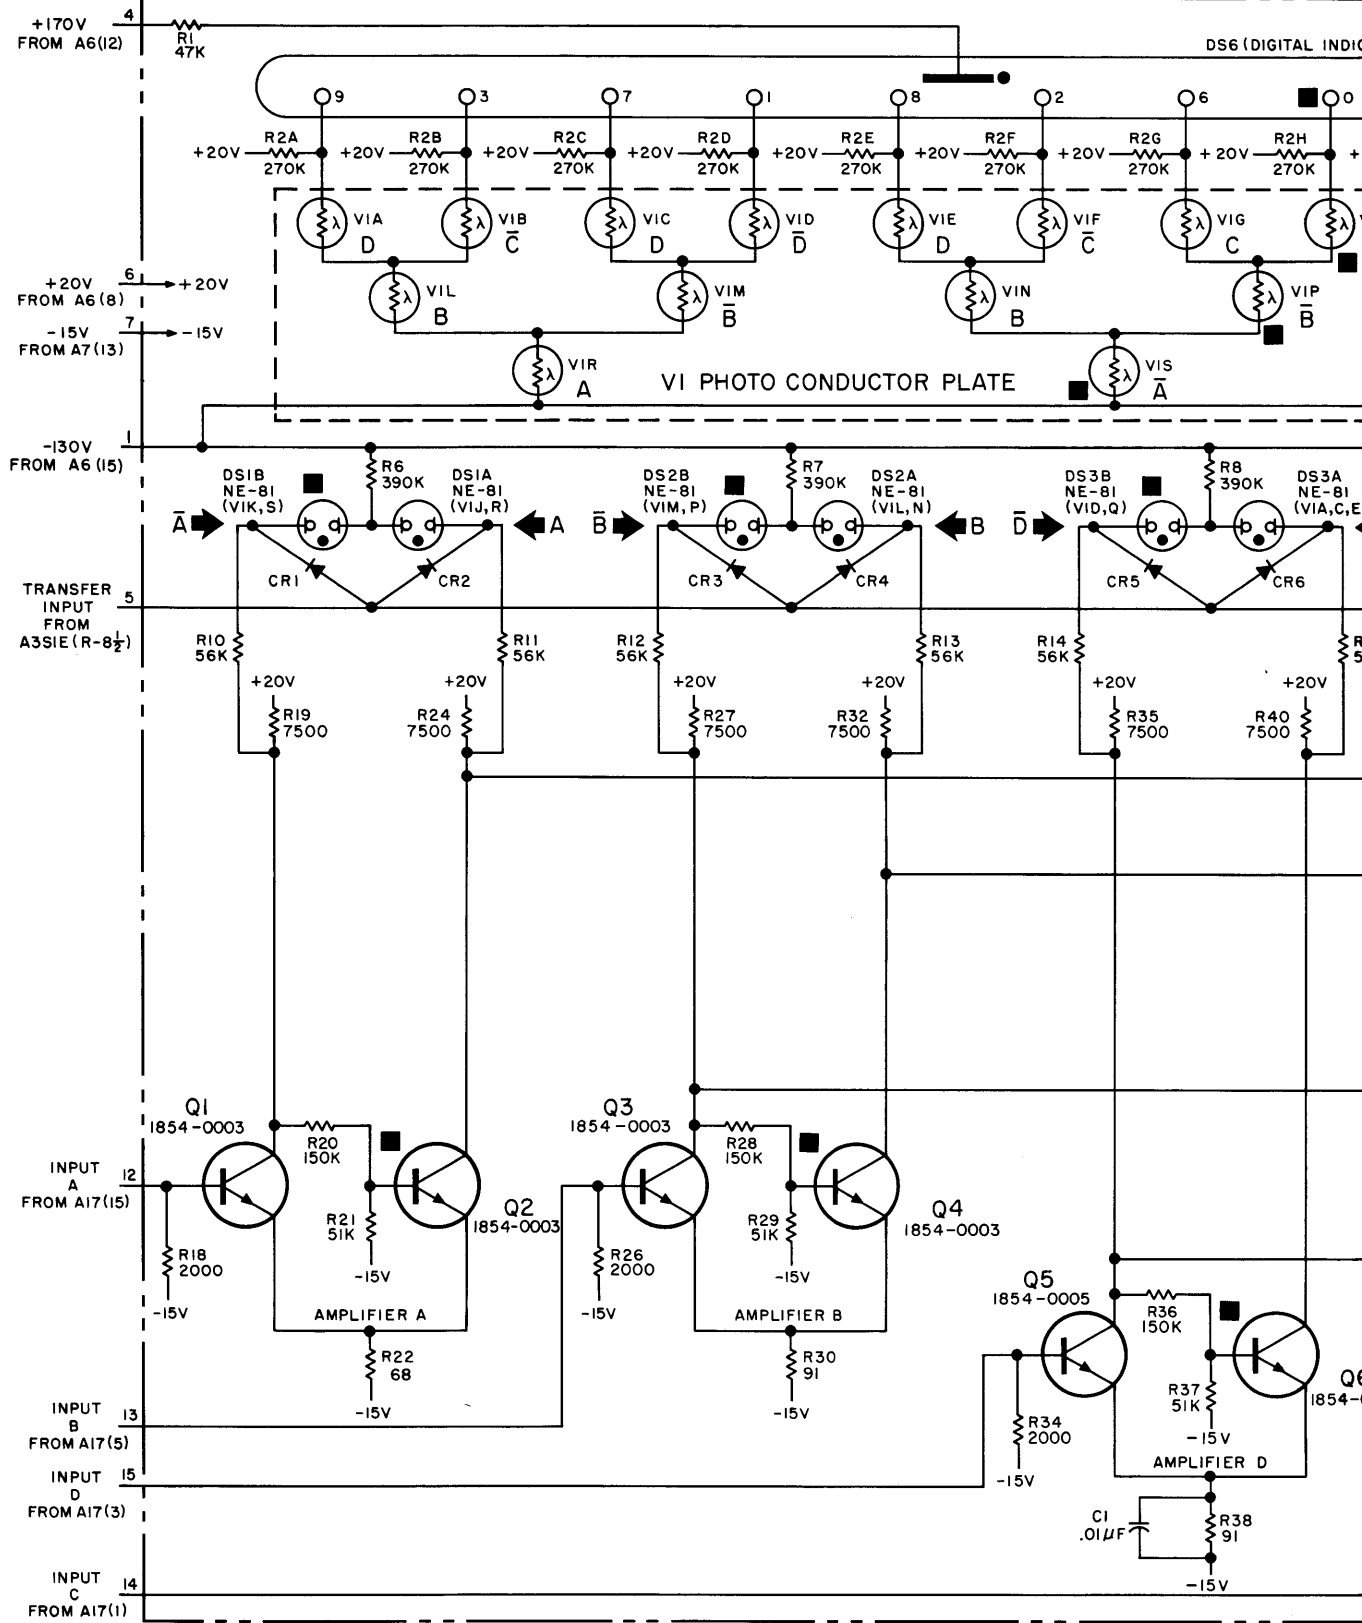 +170V
FROM A6(12)
4
R1
47K
DS6(DIGITAL INDIC
9
3
7
1
8
2
6
0
+20V
R2A
270K
+20V
R2B
270K
+20V
R2C
270K
+20V
R2D
270K
+20V
R2E
270K
+20V
R2F
270K
+20V
R2G
270K
+20V
R2H
270K
+
λ
V1A
D
λ
V1B
C̅
λ
V1C
D
λ
V1D
D̅
λ
V1E
D
λ
V1F
C̅
λ
V1G
C
λ
+20V
FROM A6(8)
6
+20V
λ
V1L
B
λ
V1M
B̅
λ
V1N
B
λ
V1P
B̅
-15V
FROM A7(13)
7
-15V
λ
V1R
A
V1 PHOTO CONDUCTOR PLATE
λ
V1S
A̅
-130V
FROM A6(15)
1
DS1B
NE-81
(V1K,S)
R6
390K
DS1A
NE-81
(V1J,R)
DS2B
NE-81
(V1M,P)
R7
390K
DS2A
NE-81
(V1L,N)
DS3B
NE-81
(V1D,Q)
R8
390K
DS3A
NE-81
(V1A,C,E
A̅
A
B̅
B
D̅
CR1
CR2
CR3
CR4
CR5
CR6
TRANSFER
INPUT
FROM
A3S1E(R-8½)
5
R10
56K
R11
56K
R12
56K
R13
56K
R14
56K
R
5
+20V
R19
7500
+20V
R24
7500
+20V
R27
7500
+20V
R32
7500
+20V
R35
7500
+20V
R40
7500
Q1
1854-0003
R20
150K
Q3
1854-0003
R28
150K
INPUT
A
FROM A17(15)
12
R18
2000
-15V
R21
51K
-15V
Q2
1854-0003
R26
2000
-15V
R29
51K
-15V
Q4
1854-0003
AMPLIFIER A
R22
68
-15V
AMPLIFIER B
R30
91
-15V
Q5
1854-0005
R36
150K
R37
51K
-15V
Q6
1854-0
R34
2000
-15V
AMPLIFIER D
C1
.01µF
R38
91
-15V
INPUT
B
FROM A17(5)
13
INPUT
D
FROM A17(3)
15
INPUT
C
FROM A17(1)
14